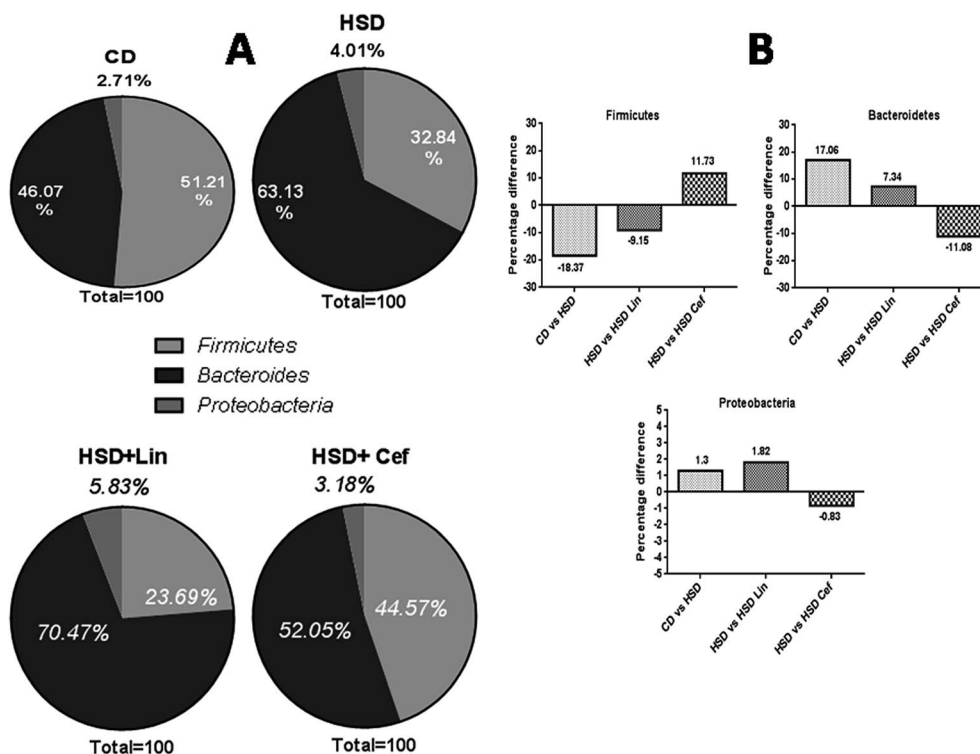 A
CD
2.71%
46.07
%
51.21
%
Total=100
HSD
4.01%
32.84
%
63.13
%
Total=100
Firmicutes
Bacteroides
Proteobacteria
HSD+Lin
5.83%
23.69%
70.47%
Total=100
HSD+ Cef
3.18%
44.57%
52.05%
Total=100
B
Firmicutes
Percentage difference
30
20
10
0
-10
-20
-30
-18.37
-9.15
11.73
CD vs HSD
HSD vs HSD Lin
HSD vs HSD Cef
Bacteroidetes
Percentage difference
30
20
10
0
-10
-20
-30
17.06
7.34
-11.08
CD vs HSD
HSD vs HSD Lin
HSD vs HSD Cef
Proteobacteria
Percentage difference
5
4
3
2
1
0
-1
-2
-3
-4
-5
1.3
1.82
-0.83
CD vs HSD
HSD vs HSD Lin
HSD vs HSD Cef